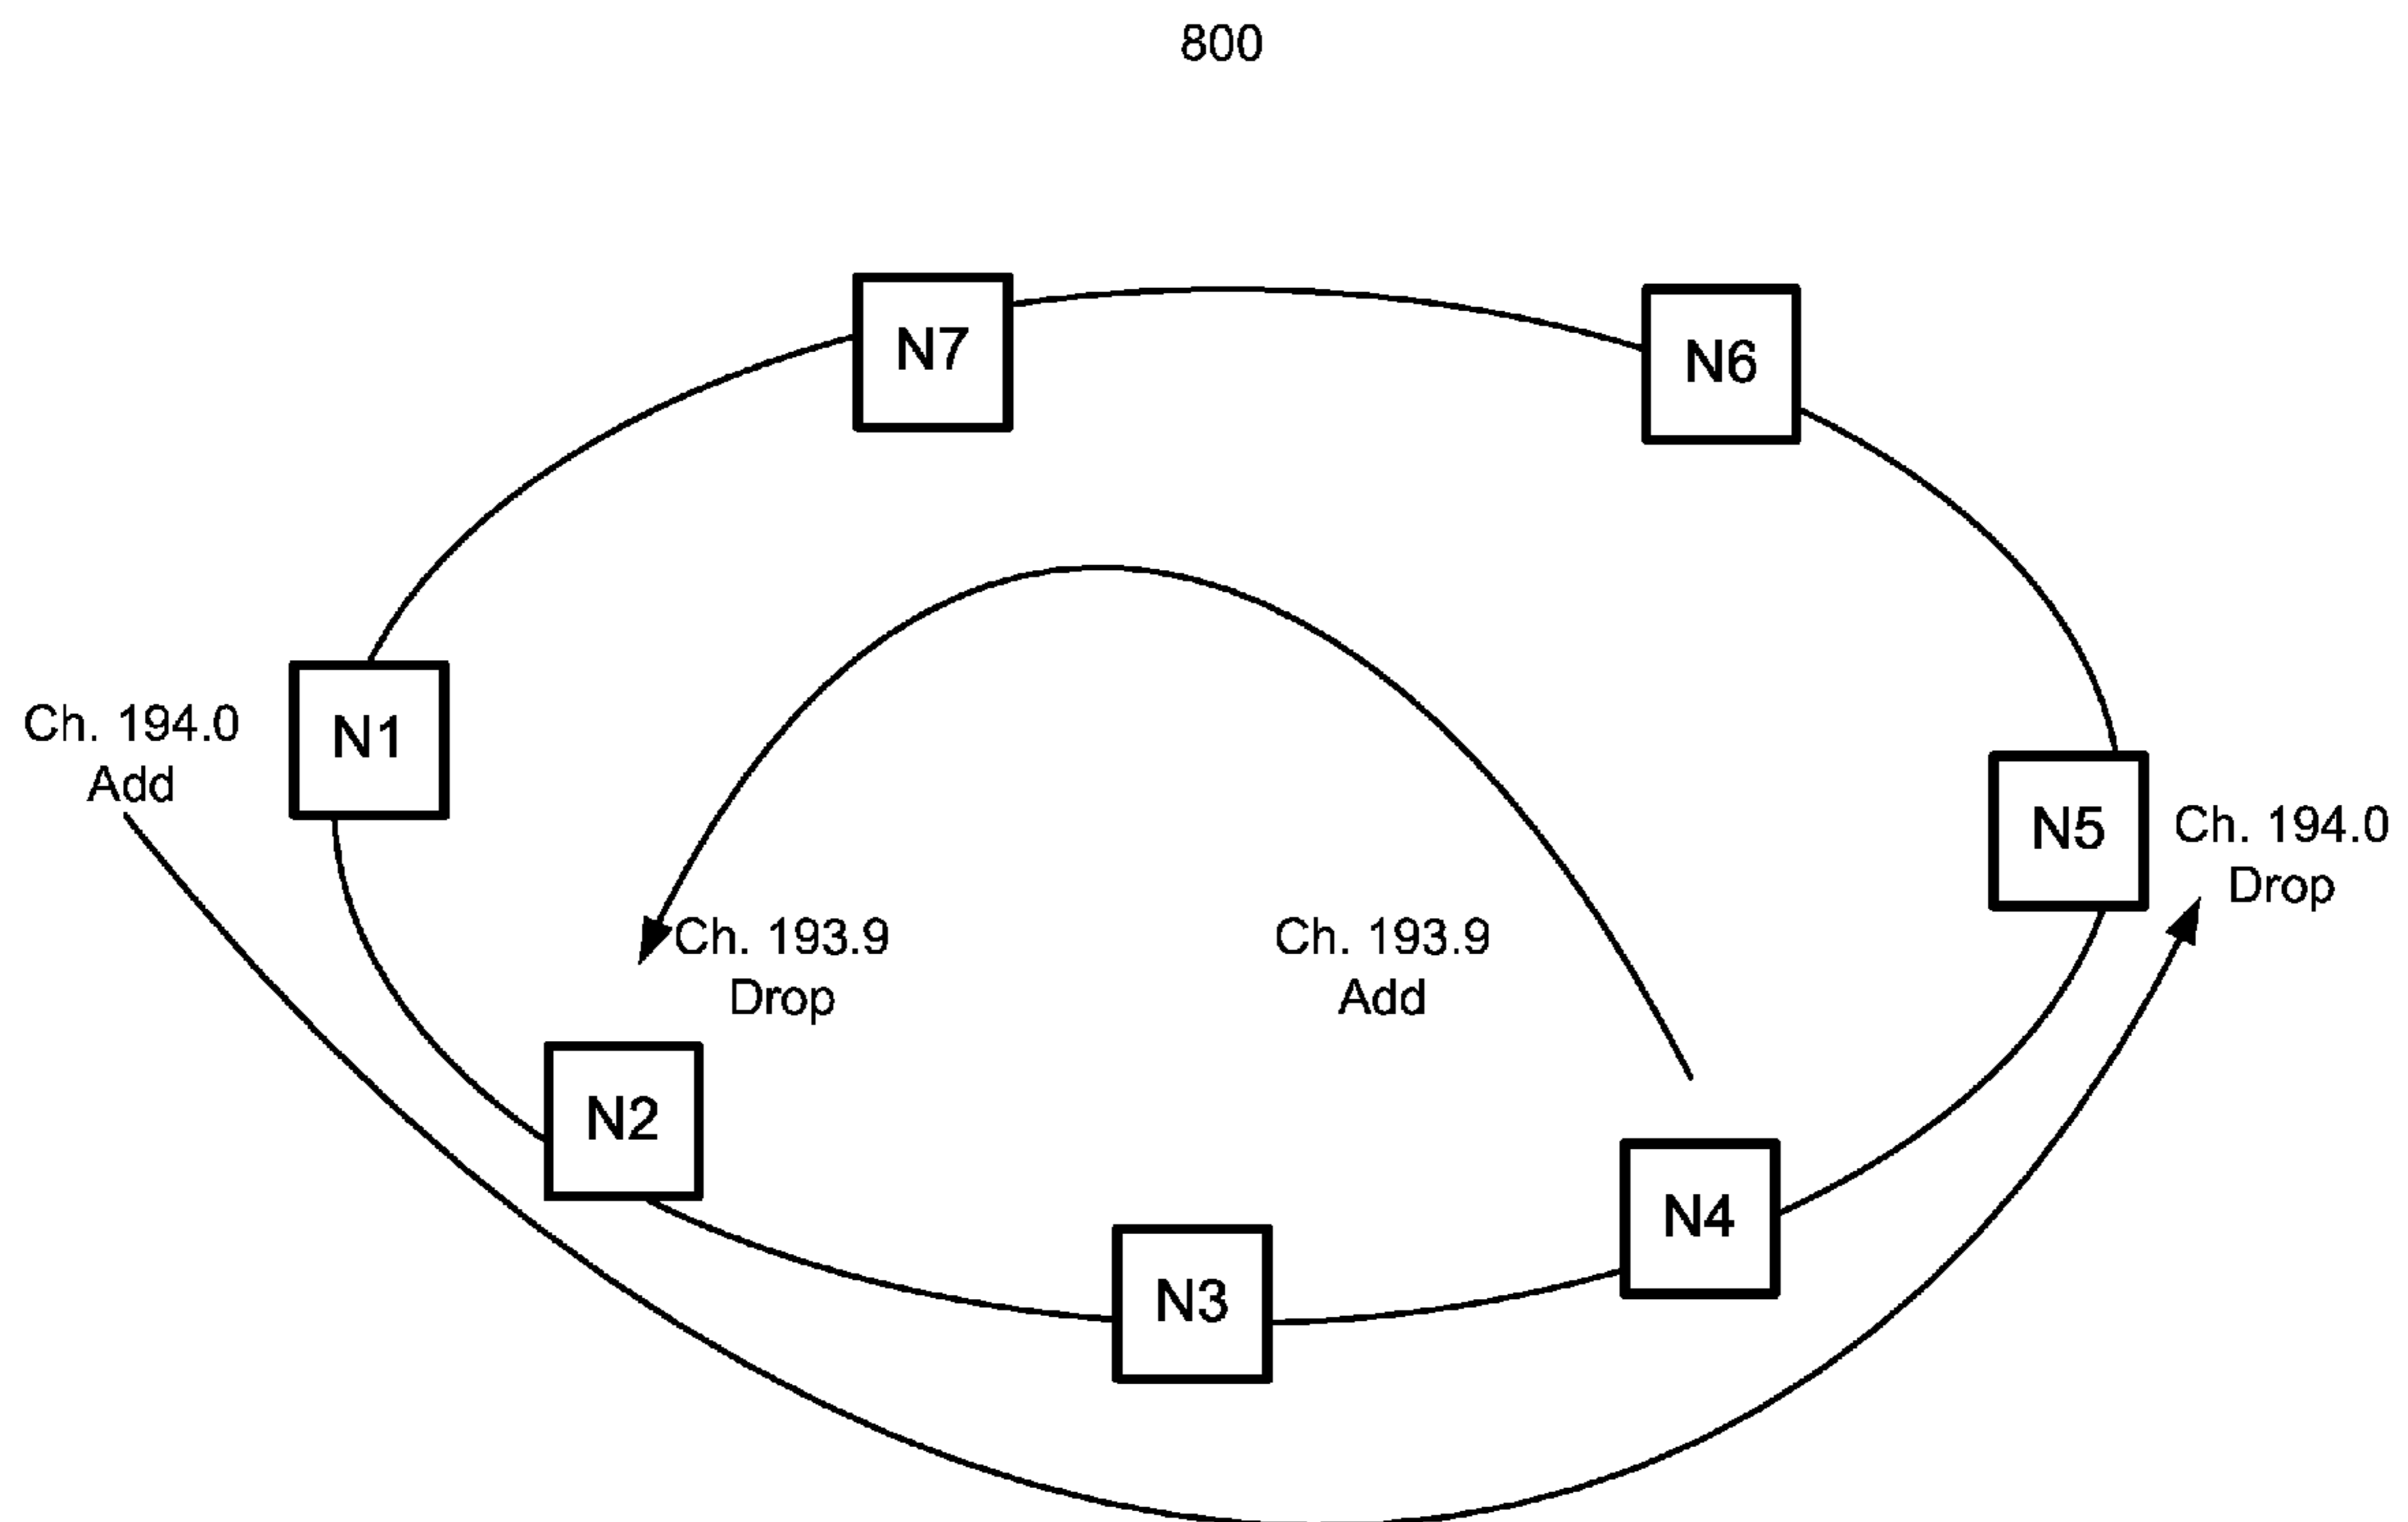 800
N7
N6
N1
Ch. 194.0
Add
N5
Ch. 194.0
Drop
Ch. 193.9
Drop
Ch. 193.9
Add
N2
N4
N3